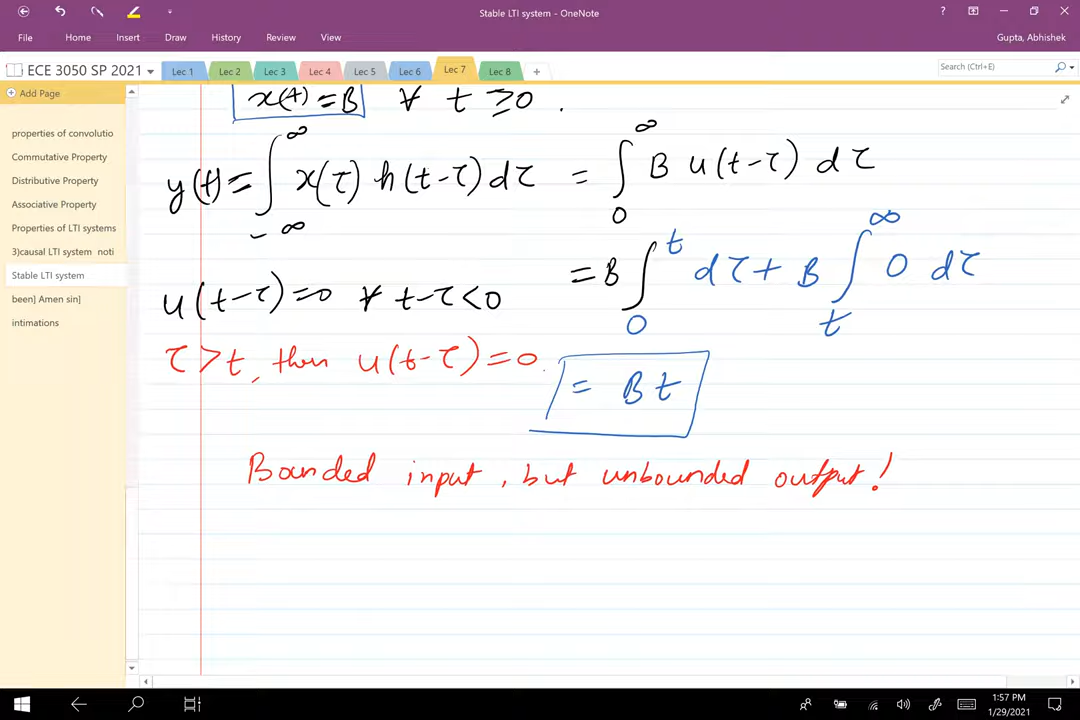 Stable LTI system - OneNote
?
File Home Insert Draw History Review View
Gupta, Abhishek
ECE 3050 SP 2021
Lec 1 Lec 2 Lec 3 Lec 4 Lec 5 Lec 6 Lec 7 Lec 8 +
Search (Ctrl+E)
Add Page
properties of convolutio
Commutative Property
Distributive Property
Associative Property
Properties of LTI systems
3)causal LTI system noti
Stable LTI system
been] Amen sin]
intimations
x(t) = B ∀ t ≥ 0 .
y(t) = ∫_{-∞}^{∞} x(τ) h(t-τ) dτ = ∫_0^∞ B u(t-τ) dτ
= B ∫_0^t dτ + B ∫_t^∞ 0 dτ
u(t-τ) = 0 ∀ t-τ < 0
τ > t, then u(t-τ) = 0.
= Bt
Bounded input, but unbounded output!
1:57 PM
1/29/2021